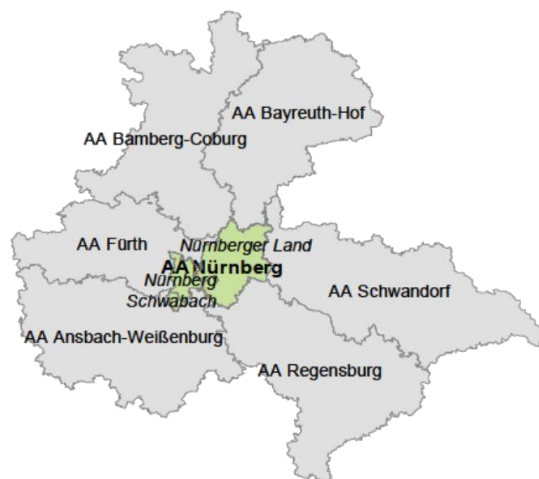 AA Bayreuth-Hof
AA Bamberg-Coburg
AA Fürth
Nürnberger Land
AA Nürnberg
Nürnberg
AA Schwandorf
Schwabach
AA Ansbach-Weißenburg
AA Regensburg